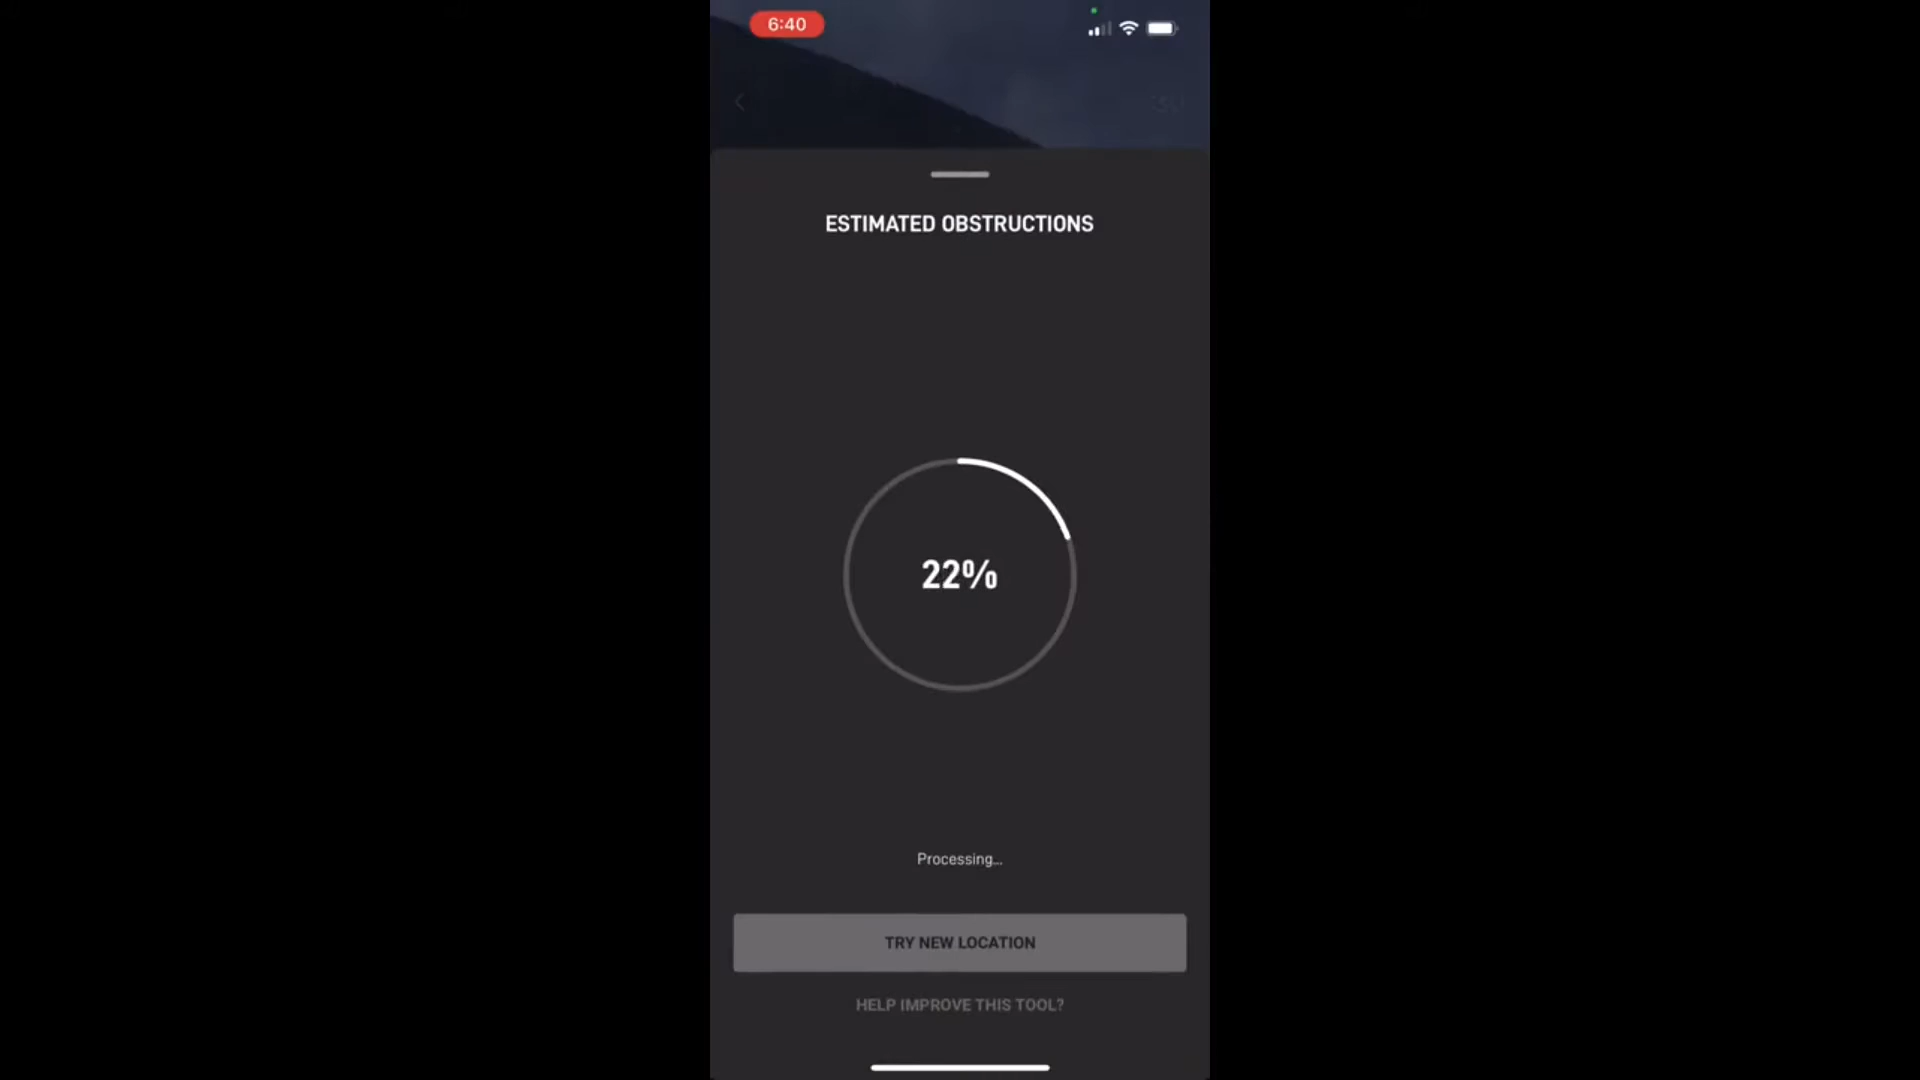 6:40
ESTIMATED OBSTRUCTIONS
22%
Processing...
TRY NEW LOCATION
HELP IMPROVE THIS TOOL?